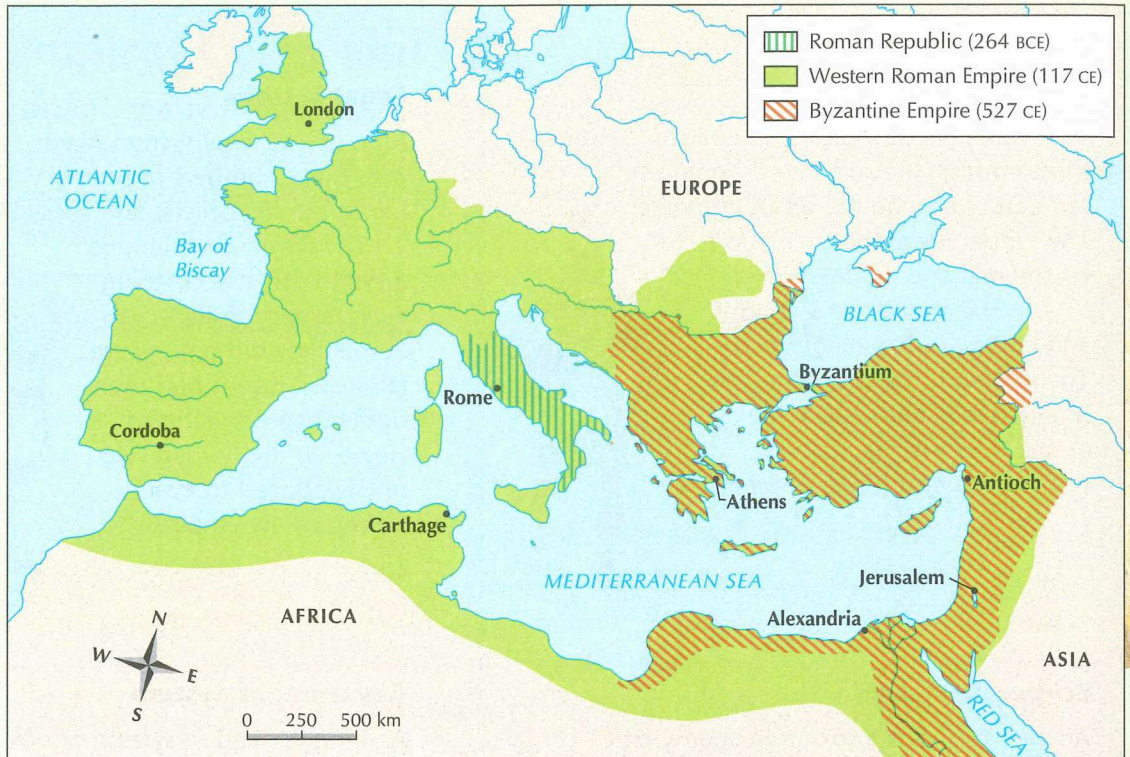 Roman Republic (264 BCE)
Western Roman Empire (117 CE)
Byzantine Empire (527 CE)
London
ATLANTIC
OCEAN
EUROPE
Bay of
Biscay
BLACK SEA
Byzantium
Rome
Cordoba
Antioch
Athens
Carthage
MEDITERRANEAN SEA
Jerusalem
Alexandria
AFRICA
ASIA
N
W
E
S
RED SEA
0 250 500 km